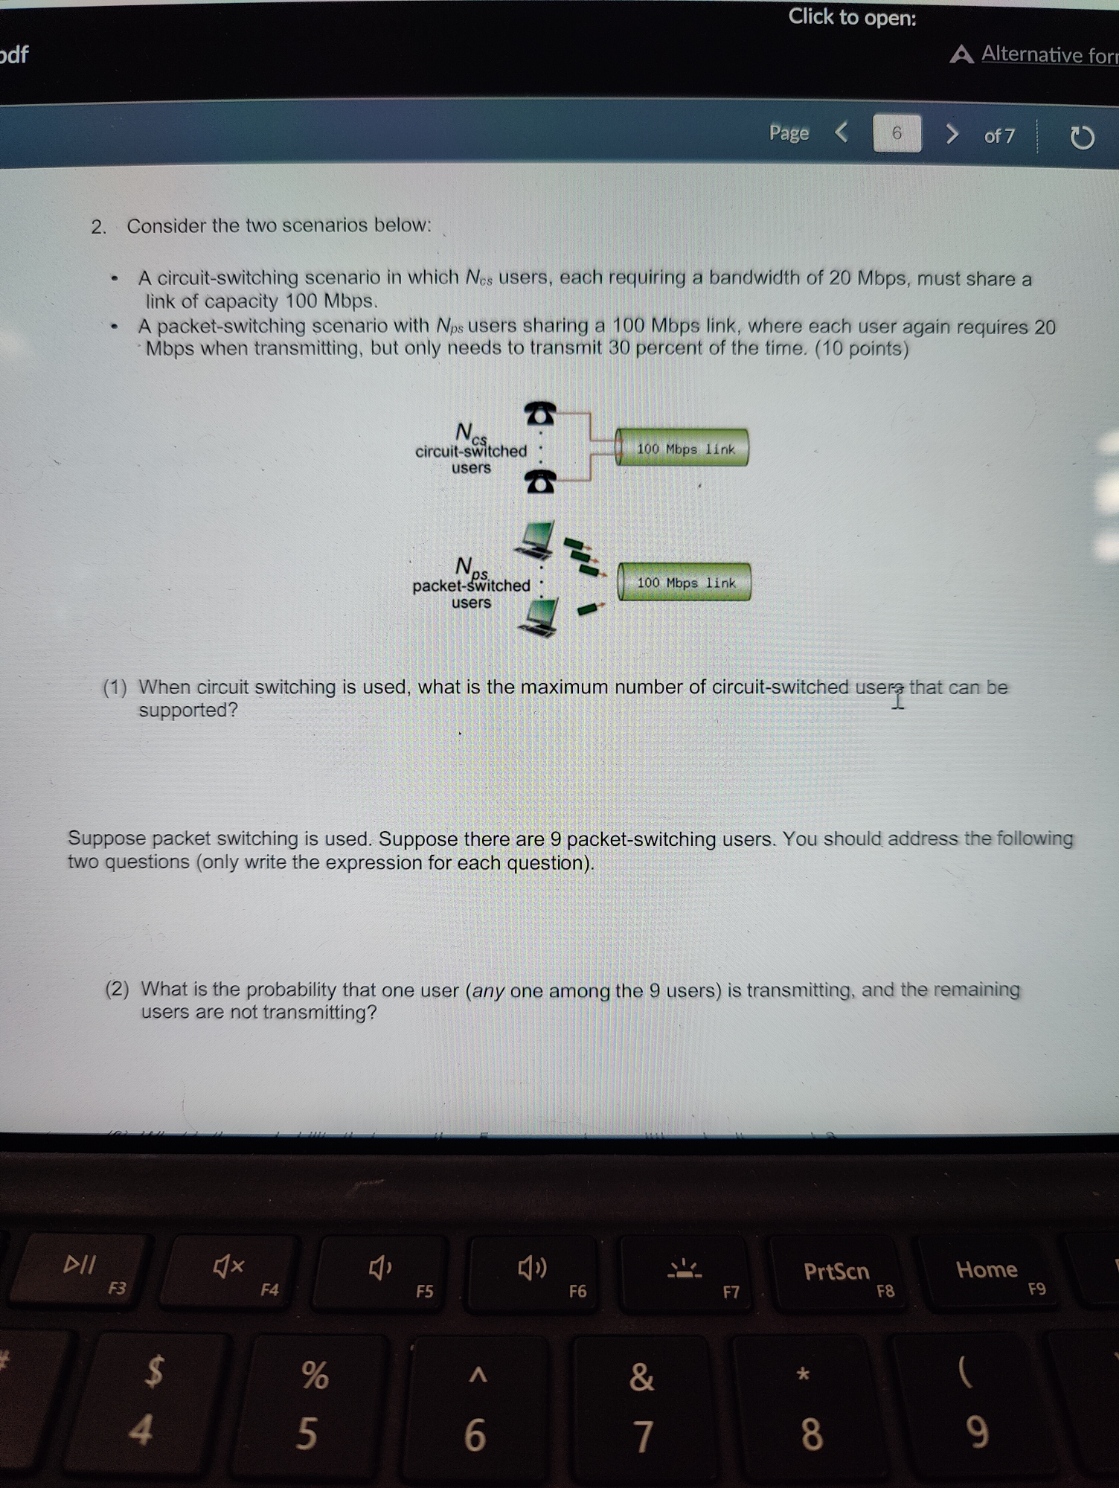 Click to open:
pdf
Alternative for
Page < 6 > of 7
2. Consider the two scenarios below:
• A circuit-switching scenario in which Ncs users, each requiring a bandwidth of 20 Mbps, must share a
link of capacity 100 Mbps.
• A packet-switching scenario with Nps users sharing a 100 Mbps link, where each user again requires 20
Mbps when transmitting, but only needs to transmit 30 percent of the time. (10 points)
Ncs
circuit-switched
users
100 Mbps link
Nps
packet-switched
users
100 Mbps link
(1) When circuit switching is used, what is the maximum number of circuit-switched users that can be
supported?
Suppose packet switching is used. Suppose there are 9 packet-switching users. You should address the following
two questions (only write the expression for each question).
(2) What is the probability that one user (any one among the 9 users) is transmitting, and the remaining
users are not transmitting?
F3 F4 F5 F6 F7 PrtScn F8 Home F9
# $ % ^ & * (
4 5 6 7 8 9